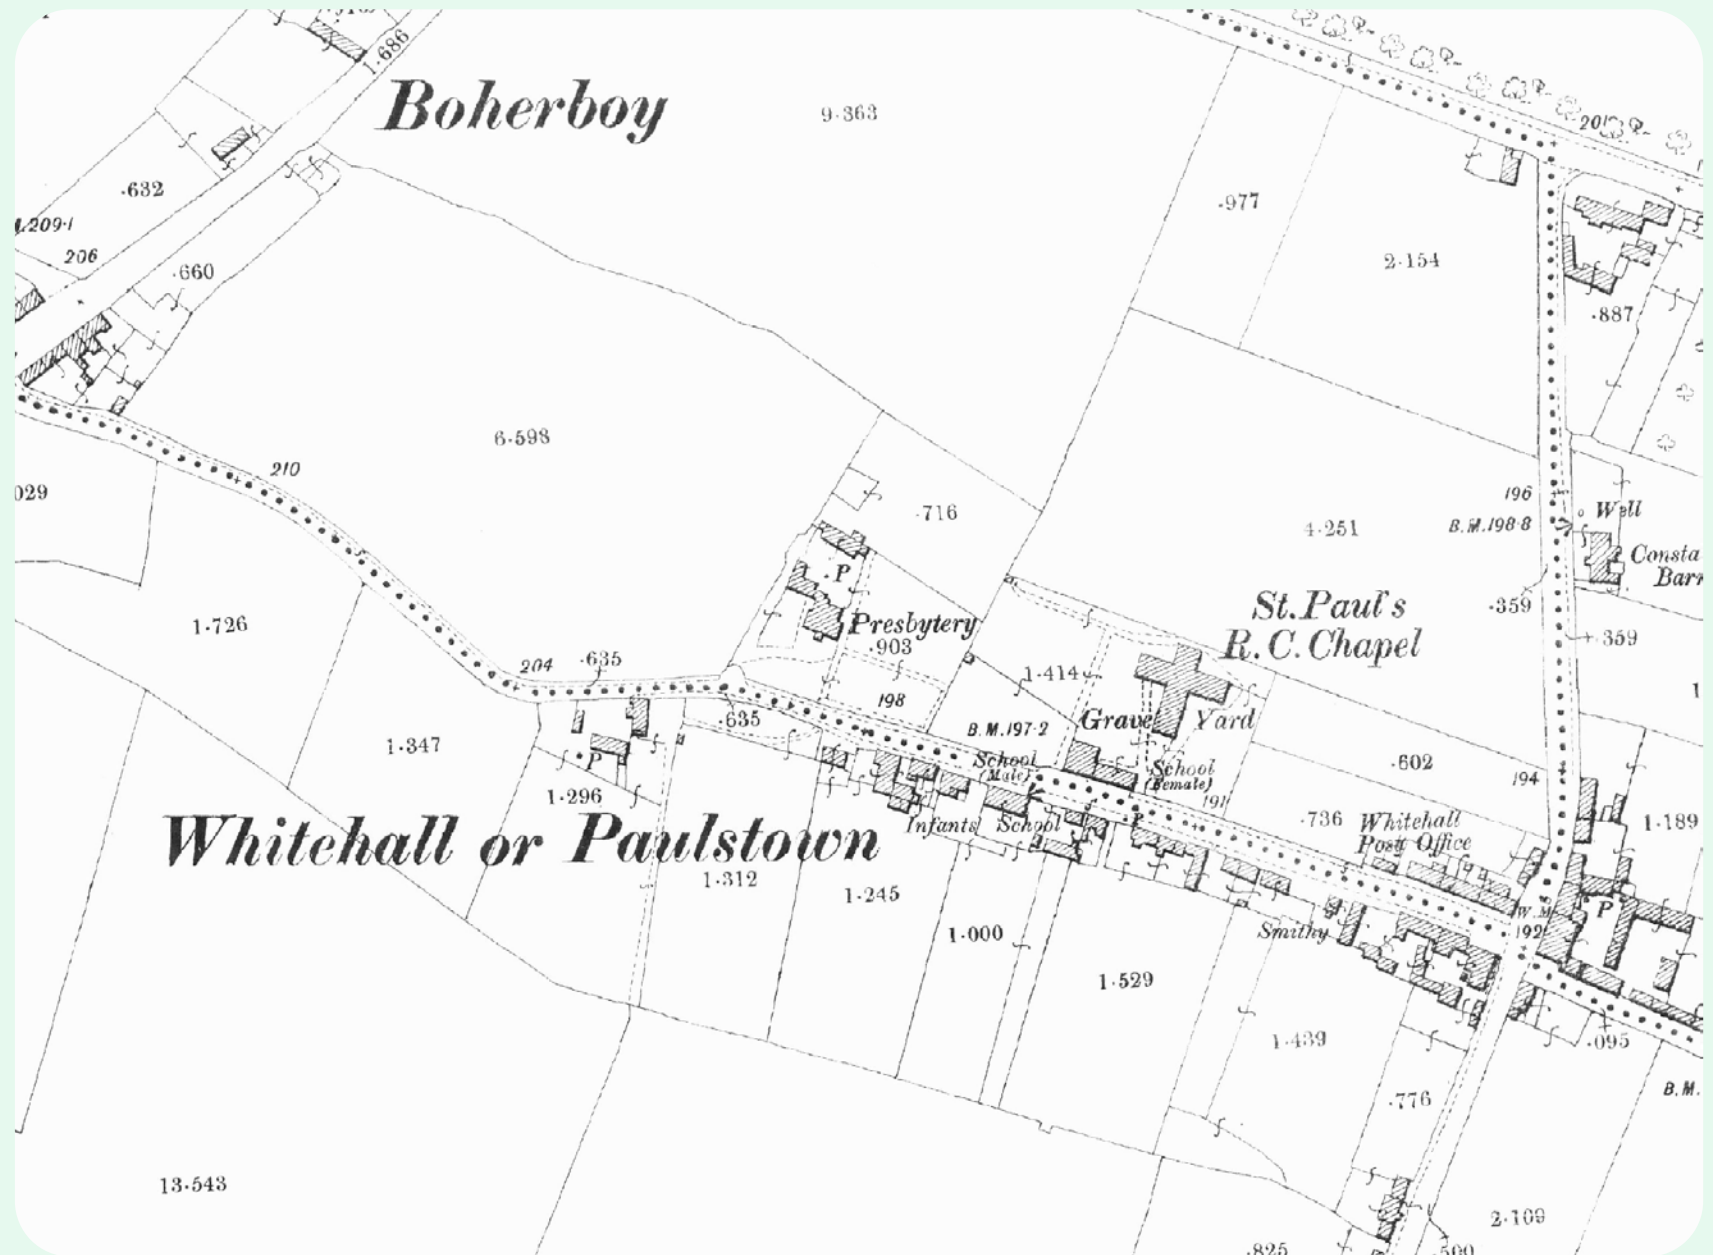 1.686
Boherboy
9.363
201
.632
.977
2.154
209.1
206
.660
.887
6.598
210
029
.716
196
Well
B.M.198.8
4.251
Consta
Barr
P
.359
St. Paul's
R. C. Chapel
1.726
Presbytery
.903
.359
204
.635
1.414
198
Grave Yard
.635
B.M.197.2
1.347
School
(Male)
School
(Female)
.602
194
P
1.296
191
.736
Whitehall
Post Office
1.189
Infants School
P
Whitehall or Paulstown
1.312
1.245
P
W.M
192
1.000
Smithy
1.529
1.439
.095
.776
B.M.
13.543
2.109
.825
.500